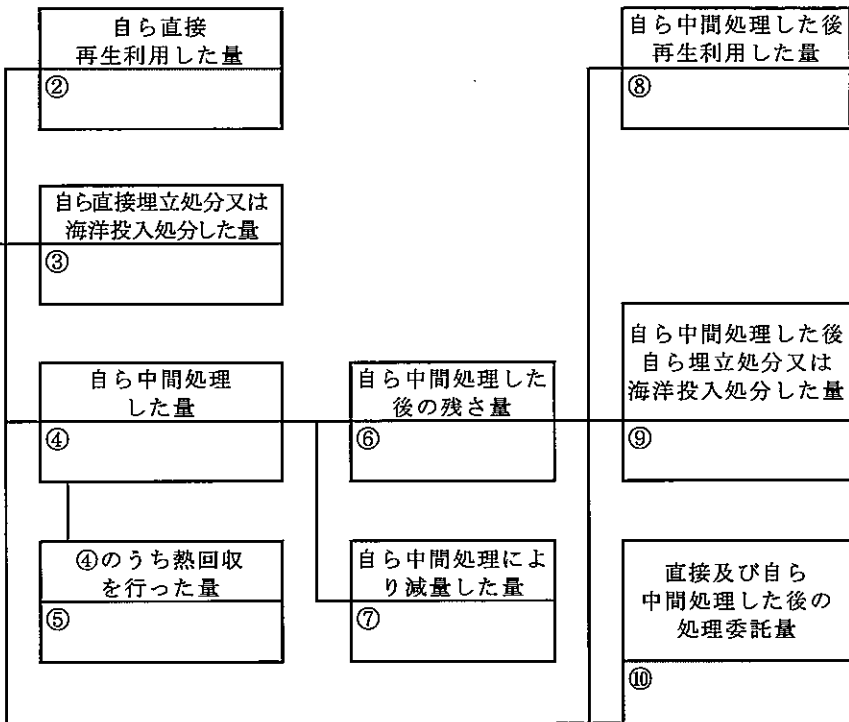 自ら直接
再生利用した量
②
自ら中間処理した後
再生利用した量
⑧
自ら直接埋立処分又は
海洋投入処分した量
③
自ら中間処理した後
自ら埋立処分又は
海洋投入処分した量
⑨
自ら中間処理
した量
④
自ら中間処理した
後の残さ量
⑥
④のうち熱回収
を行った量
⑤
自ら中間処理によ
り減量した量
⑦
直接及び自ら
中間処理した後の
処理委託量
⑩